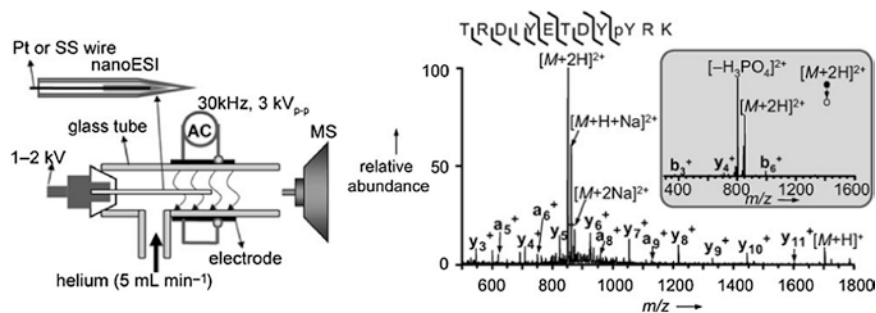 Pt or SS wire
nanoESI
glass tube
30kHz, 3 kVp-p
AC
MS
1–2 kV
electrode
helium (5 mL min⁻¹)
TRDIYETDYpYRK
100
50
0
relative
abundance
[M+2H]²⁺
[M+H+Na]²⁺
[M+2Na]²⁺
y₃⁺
a₅⁺
y₄⁺
a₆⁺
y₅
y₆⁺
a₈⁺
y₇⁺
a₉⁺
y₈⁺
y₉⁺
y₁₀⁺
y₁₁⁺
[M+H]⁺
600 800 1000 1200 1400 1600 1800
m/z
[−H₃PO₄]²⁺
[M+2H]²⁺
[M+2H]²⁺
b₃⁺
y₄⁺
b₆⁺
400 800 1200 1600
m/z